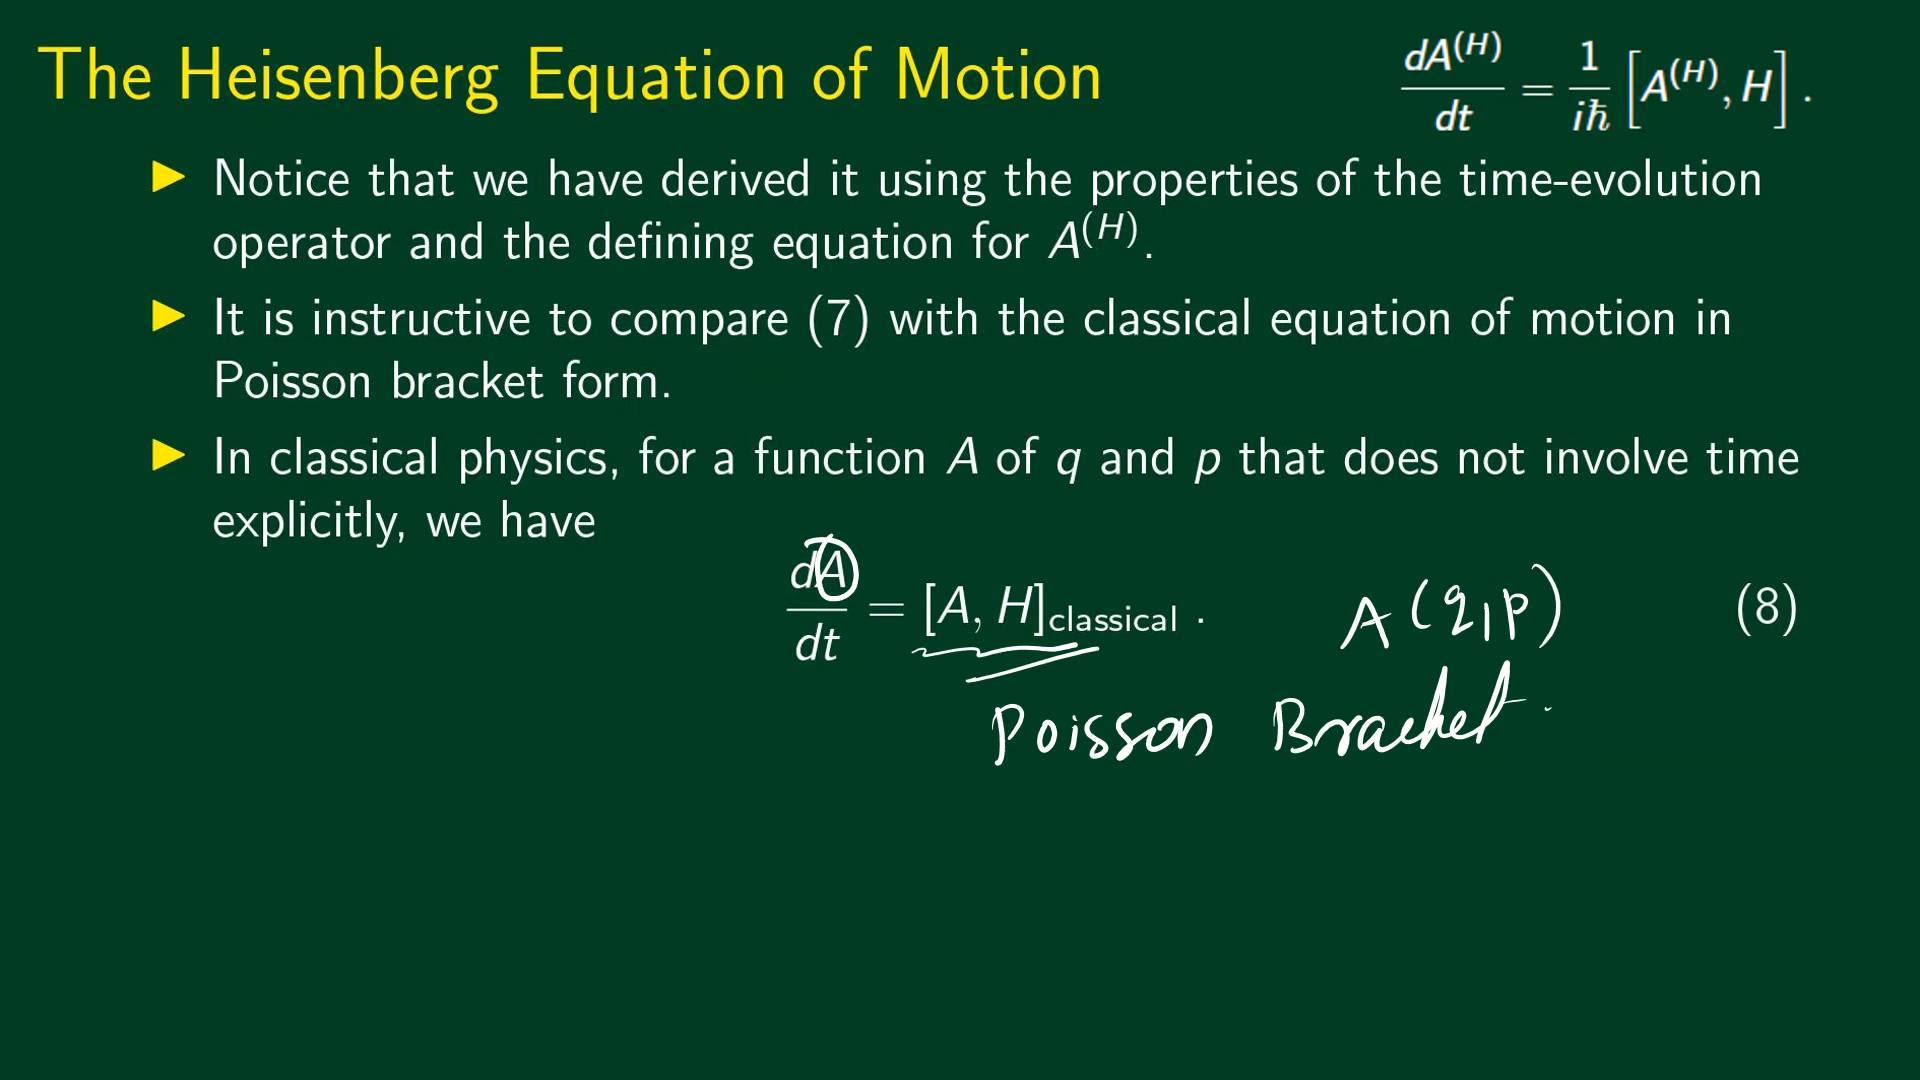 The Heisenberg Equation of Motion
dA^(H)/dt = 1/iħ [A^(H), H] .
▶ Notice that we have derived it using the properties of the time-evolution
operator and the defining equation for A^(H).
▶ It is instructive to compare (7) with the classical equation of motion in
Poisson bracket form.
▶ In classical physics, for a function A of q and p that does not involve time
explicitly, we have
dA/dt = [A, H]classical . A(q,p) (8)
Poisson Bracket.